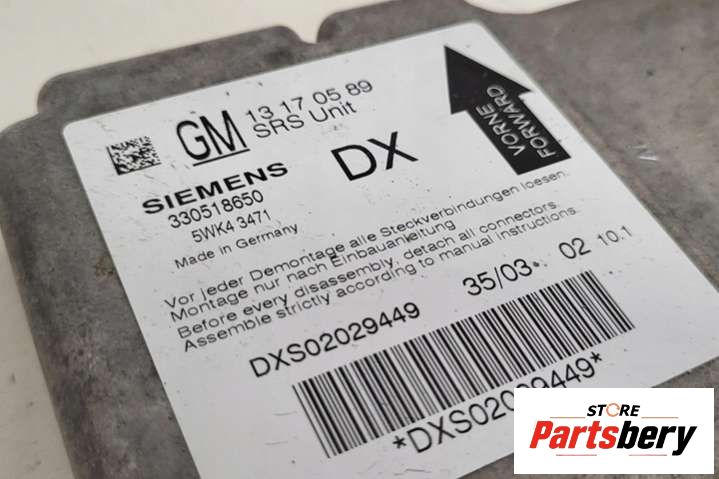 GM 13 17 05 89
SRS Unit
DX
VORNE
FORWARD
SIEMENS
330518650
5WK4 3471
Made in Germany
Vor jeder Demontage alle Steckverbindungen loesen.
Montage nur nach Einbauanleitung
Before every disassembly, detach all connectors.
Assemble strictly according to manual instructions.
DXS02029449 35/03 02 10.1
*DXS02029449*
STORE
Partsbery